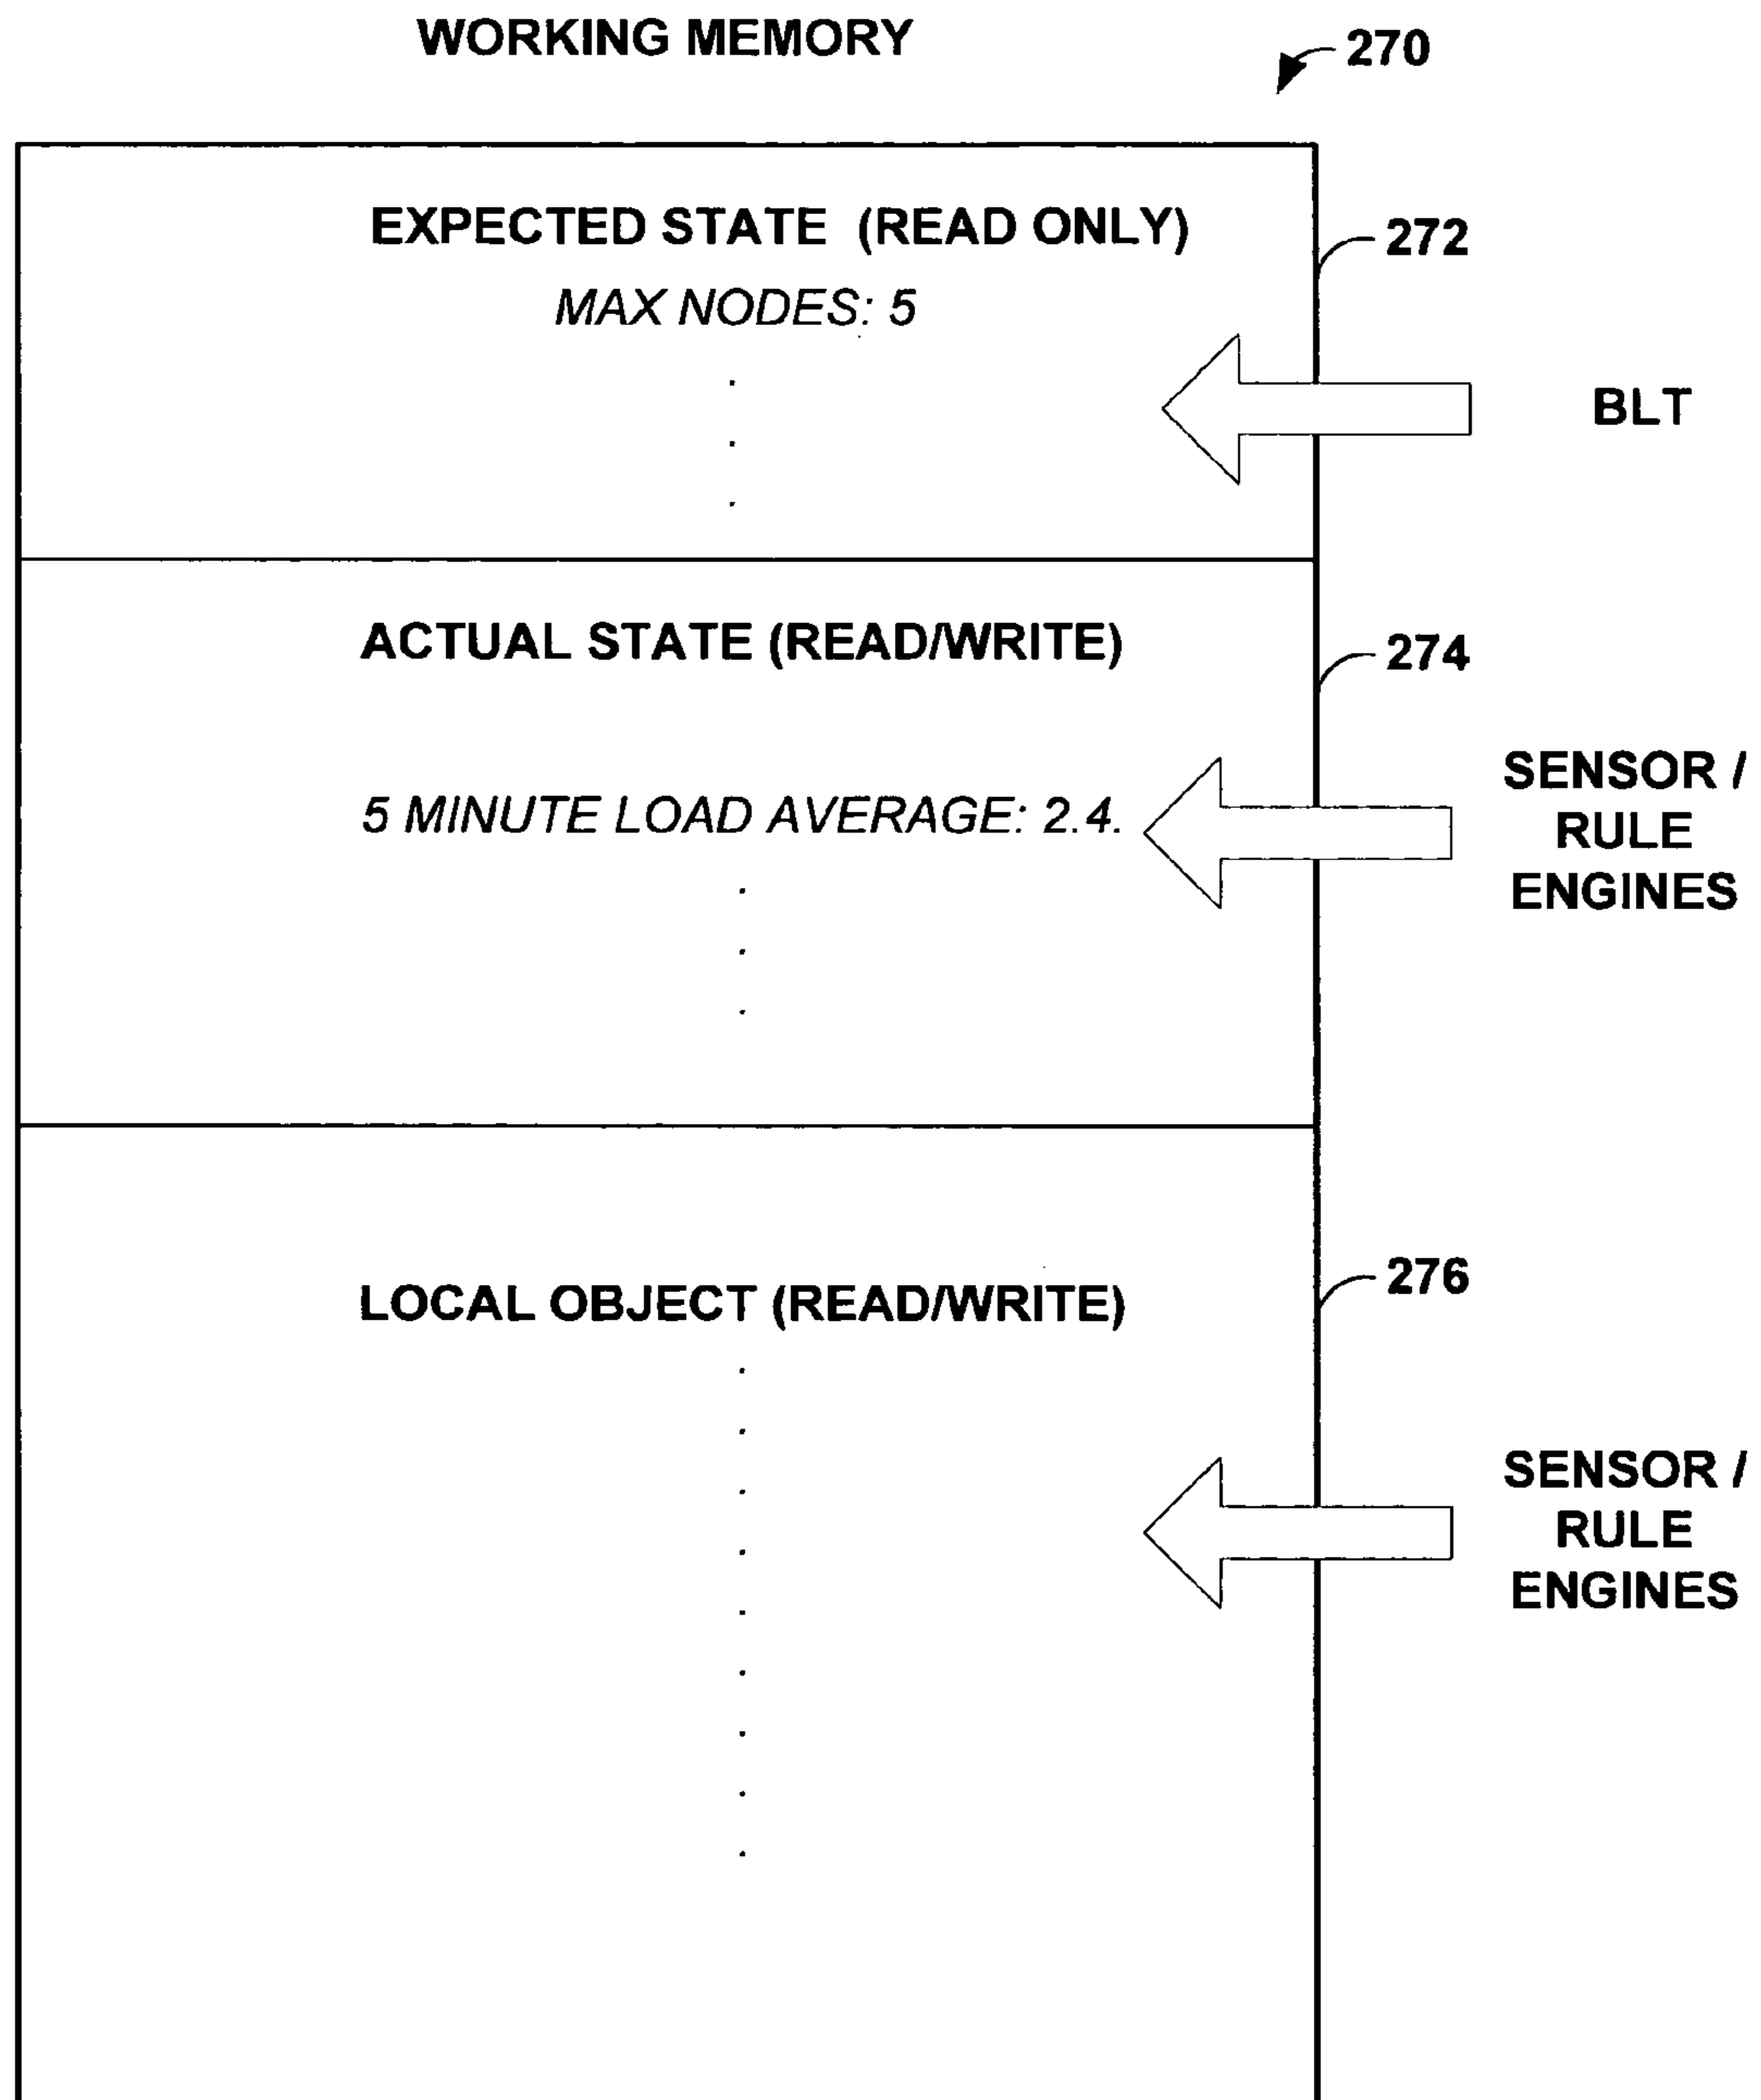 WORKING MEMORY
270
EXPECTED STATE (READ ONLY)
272
MAX NODES: 5
BLT
ACTUAL STATE (READ/WRITE)
274
5 MINUTE LOAD AVERAGE: 2.4.
SENSOR /
RULE
ENGINES
LOCAL OBJECT (READ/WRITE)
276
SENSOR /
RULE
ENGINES